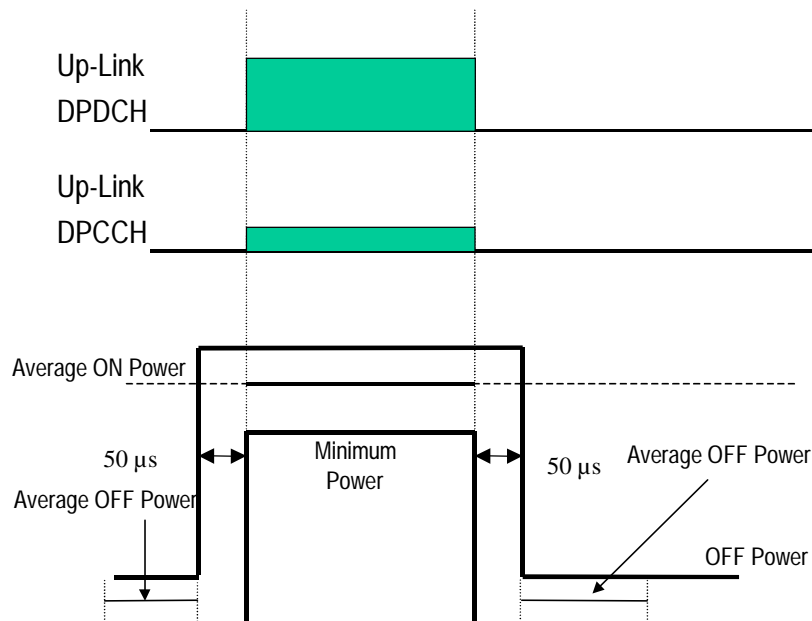 Up-Link
DPDCH
Up-Link
DPCCH
Average ON Power
Minimum
Power
50 μs
50 μs
Average OFF Power
Average OFF Power
OFF Power